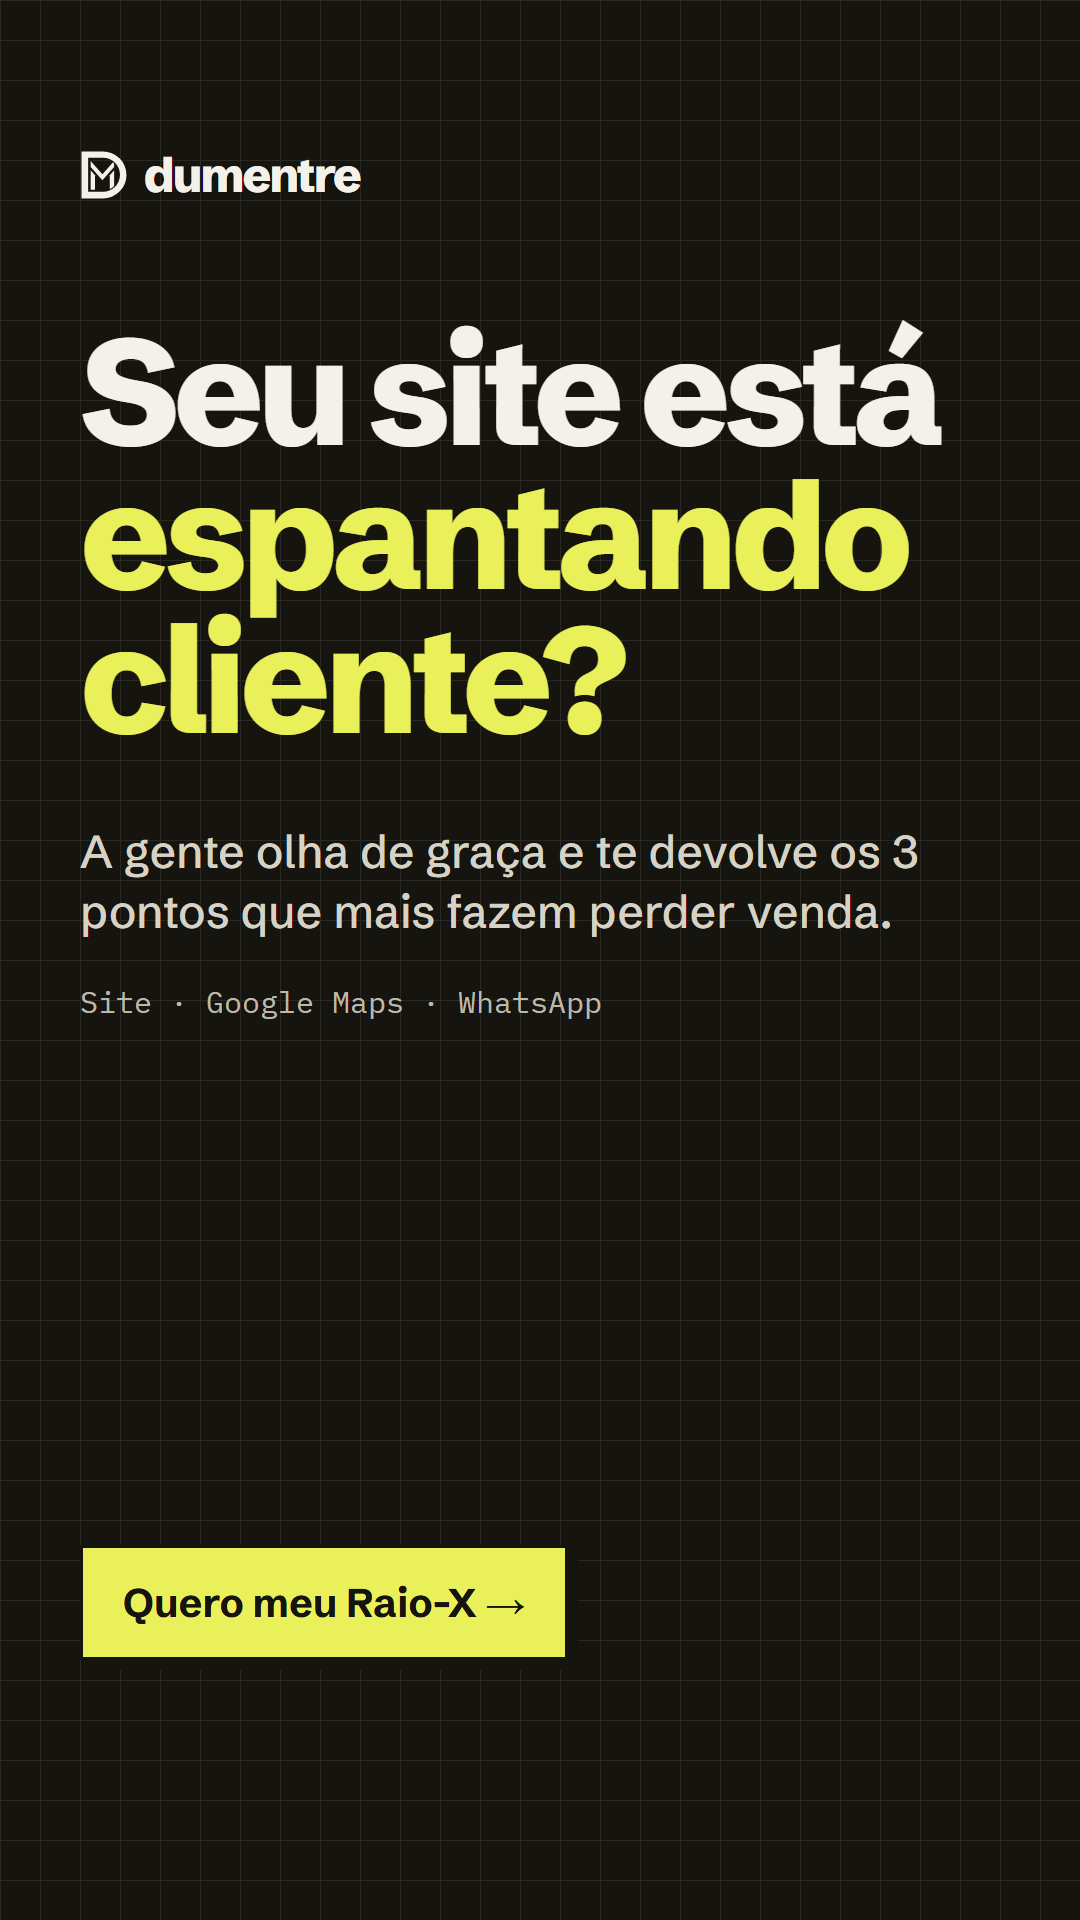 dumentre
Seu site está
espantando
cliente?
A gente olha de graça e te devolve os 3
pontos que mais fazem perder venda.
Site · Google Maps · WhatsApp
Quero meu Raio-X →